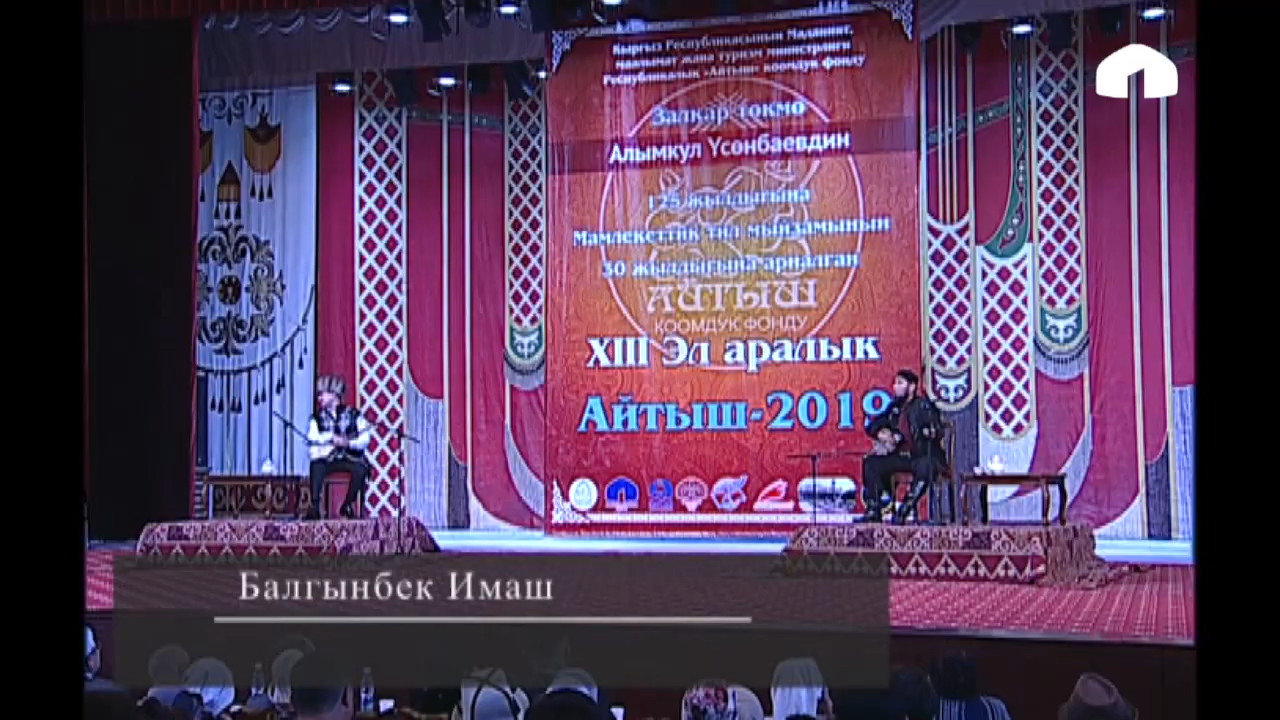 Кыргыз Республикасынын Маданият,
маалымат жана туризм министрлиги
Республикалык «Айтыш» коомдук фонду
Залкар төкмө
Алымкул Үсөнбаевдин
125 жылдыгына
Мамлекеттик тил мыйзамынын
30 жылдыгына арналган
АЙТЫШ
КООМДУК ФОНДУ
XIII Эл аралык
Айтыш-2019
Балгынбек Имаш